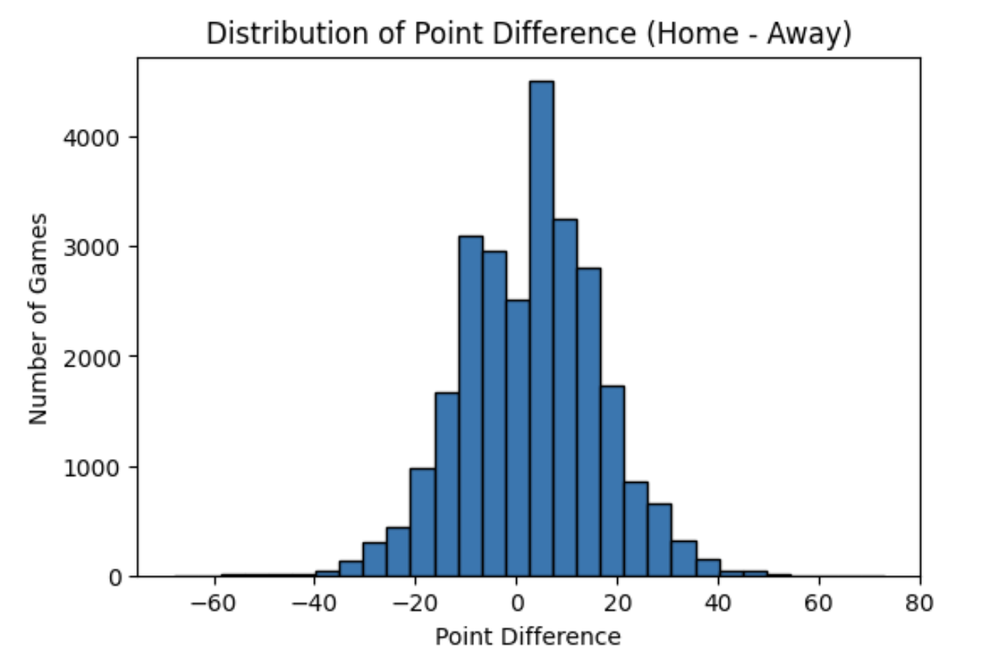 Distribution of Point Difference (Home - Away)
Number of Games
4000
3000
2000
1000
0
−60 −40 −20 0 20 40 60 80
Point Difference